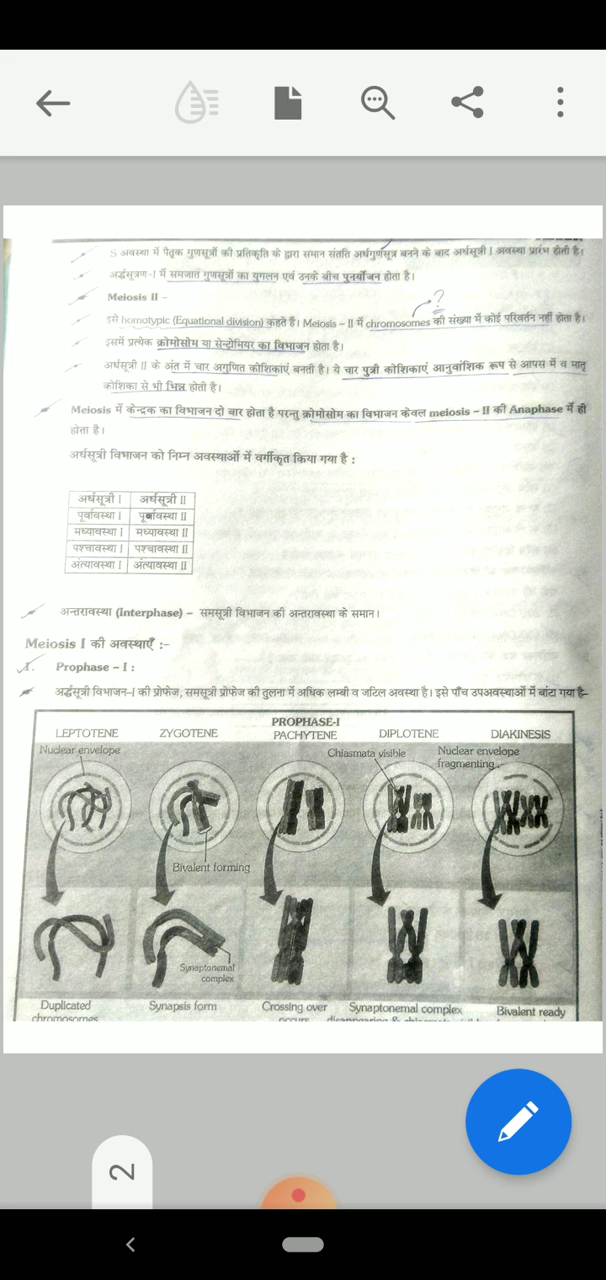 S अवस्था में पैतृक गुणसूत्रों की प्रतिकृति के द्वारा समान संतति अर्धगुणसूत्र बनने के बाद अर्धसूत्री I अवस्था प्रारंभ होती है।
अर्द्धसूत्रण-I में समजात गुणसूत्रों का युगलन एवं उनके बीच पुनर्योजन होता है।
?
Meiosis II -
इसे homotypic (Equational division) कहते हैं। Meiosis – II में chromosomes की संख्या में कोई परिवर्तन नहीं होता है।
इसमें प्रत्येक क्रोमोसोम या सेन्ट्रोमियर का विभाजन होता है।
अर्धसूत्री II के अंत में चार अगुणित कोशिकाएं बनती है। ये चार पुत्री कोशिकाएं आनुवांशिक रूप से आपस में व मातृ
कोशिका से भी भिन्न होती है।
Meiosis में केन्द्रक का विभाजन दो बार होता है परन्तु क्रोमोसोम का विभाजन केवल meiosis – II की Anaphase में ही
होता है।
अर्धसूत्री विभाजन को निम्न अवस्थाओं में वर्गीकृत किया गया है :
अर्धसूत्री I अर्धसूत्री II
पूर्वावस्था I पूर्वावस्था II
मध्यावस्था I मध्यावस्था II
पश्चावस्था I पश्चावस्था II
अंत्यावस्था I अंत्यावस्था II
अन्तरावस्था (Interphase) – समसूत्री विभाजन की अन्तरावस्था के समान।
Meiosis I की अवस्थाएँ :-
1. Prophase – I :
अर्द्धसूत्री विभाजन–I की प्रोफेज, समसूत्री प्रोफेज की तुलना में अधिक लम्बी व जटिल अवस्था है। इसे पाँच उपअवस्थाओं में बांटा गया है-
PROPHASE-I
LEPTOTENE ZYGOTENE PACHYTENE DIPLOTENE DIAKINESIS
Nuclear envelope
Chiasmata visible
Nuclear envelope
fragmenting
Bivalent forming
Synaptonemal
complex
Duplicated
chromosomes
Synapsis form
Crossing over
occurs
Synaptonemal complex
disappearing &
Bivalent ready
2